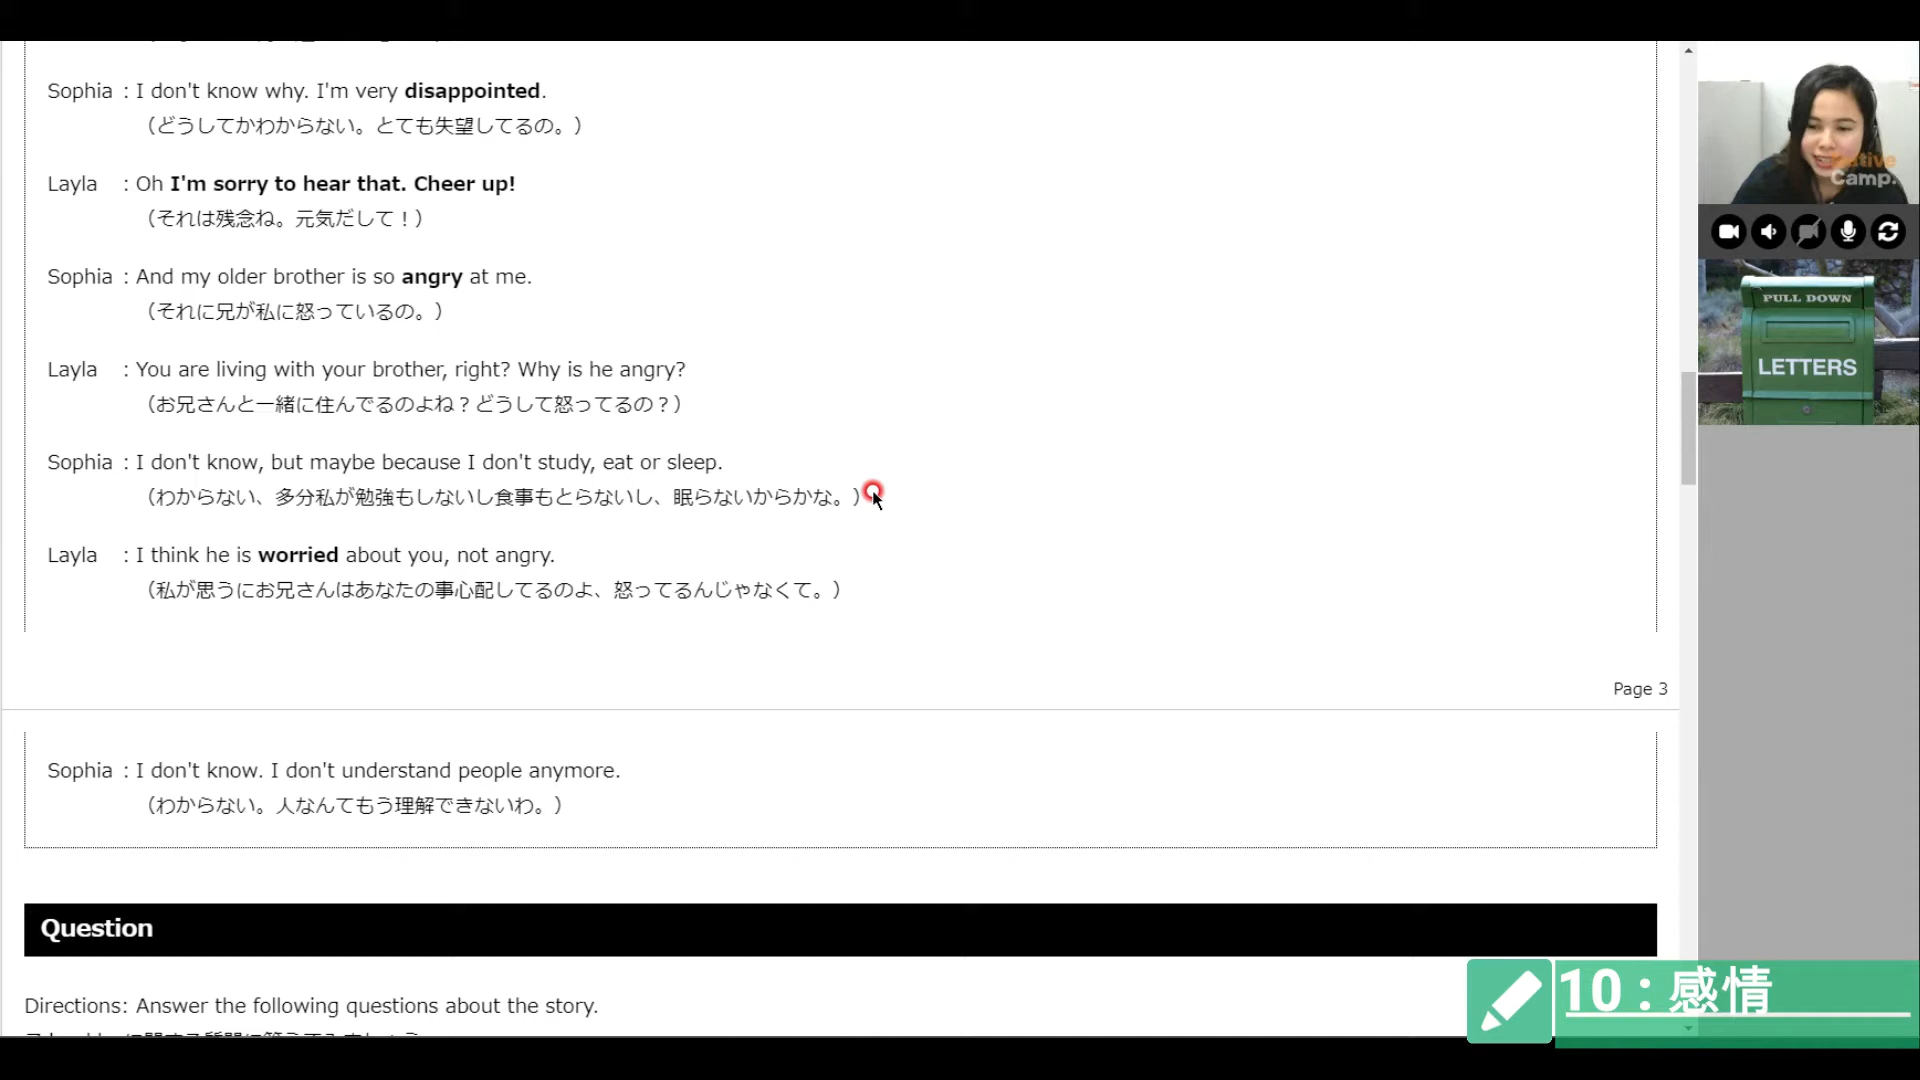 Sophia : I don't know why. I'm very disappointed.
（どうしてかわからない。とても失望してるの。）
Layla : Oh I'm sorry to hear that. Cheer up!
（それは残念ね。元気だして！）
Sophia : And my older brother is so angry at me.
（それに兄が私に怒っているの。）
Layla : You are living with your brother, right? Why is he angry?
（お兄さんと一緒に住んでるのよね？どうして怒ってるの？）
Sophia : I don't know, but maybe because I don't study, eat or sleep.
（わからない、多分私が勉強もしないし食事もとらないし、眠らないからかな。）
Layla : I think he is worried about you, not angry.
（私が思うにお兄さんはあなたの事心配してるのよ、怒ってるんじゃなくて。）
Page 3
Sophia : I don't know. I don't understand people anymore.
（わからない。人なんてもう理解できないわ。）
Question
Directions: Answer the following questions about the story.
Native
Camp.
PULL DOWN
LETTERS
10：感情